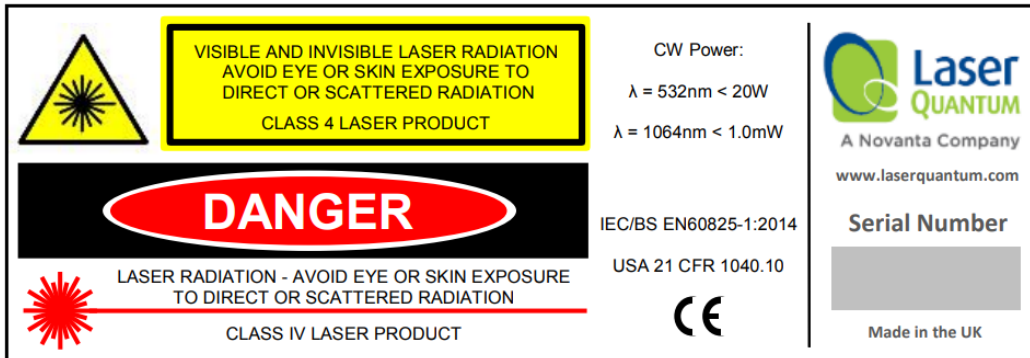 VISIBLE AND INVISIBLE LASER RADIATION
AVOID EYE OR SKIN EXPOSURE TO
DIRECT OR SCATTERED RADIATION
CLASS 4 LASER PRODUCT
DANGER
LASER RADIATION - AVOID EYE OR SKIN EXPOSURE
TO DIRECT OR SCATTERED RADIATION
CLASS IV LASER PRODUCT
CW Power:
λ = 532nm < 20W
λ = 1064nm < 1.0mW
IEC/BS EN60825-1:2014
USA 21 CFR 1040.10
CE
Laser
QUANTUM
A Novanta Company
www.laserquantum.com
Serial Number
Made in the UK